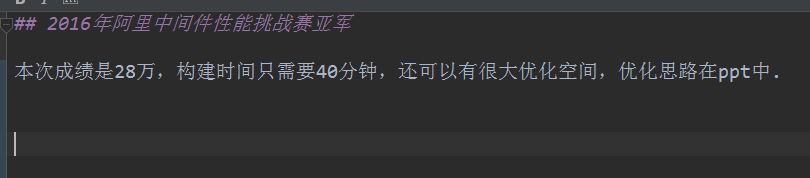 ## 2016年阿里中间件性能挑战赛亚军
本次成绩是28万，构建时间只需要40分钟，还可以有很大优化空间，优化思路在ppt中.